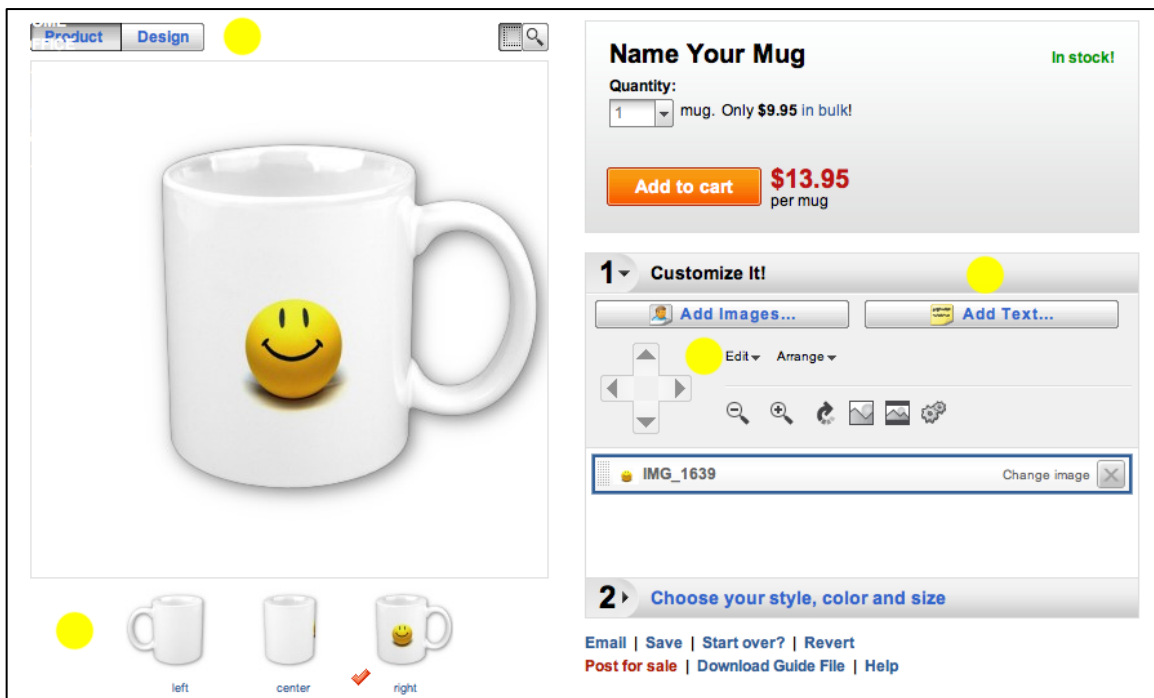 Product Design
Name Your Mug
In stock!
Quantity:
1 mug. Only $9.95 in bulk!
Add to cart $13.95
per mug
1 Customize It!
Add Images... Add Text...
Edit Arrange
IMG_1639 Change image
2 Choose your style, color and size
left center right
Email | Save | Start over? | Revert
Post for sale | Download Guide File | Help